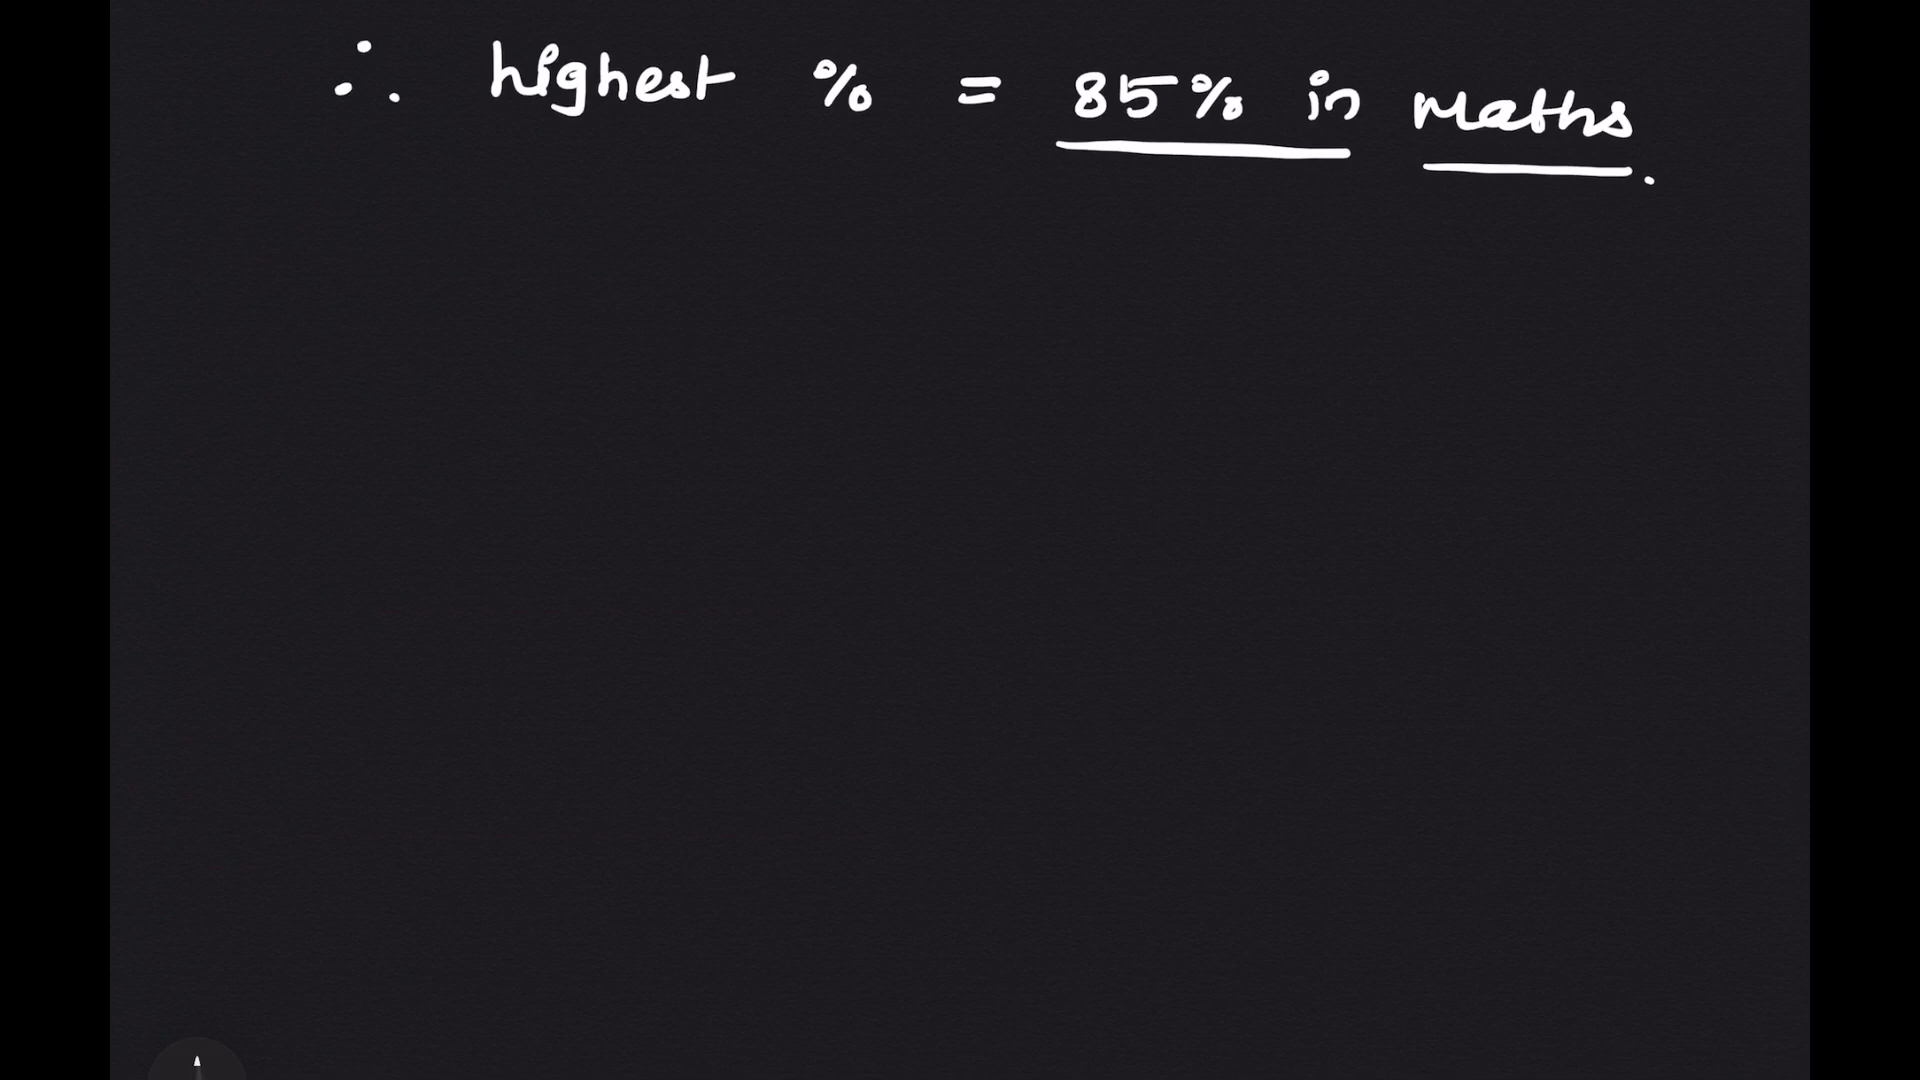 ∴ highest % = 85% in Maths.